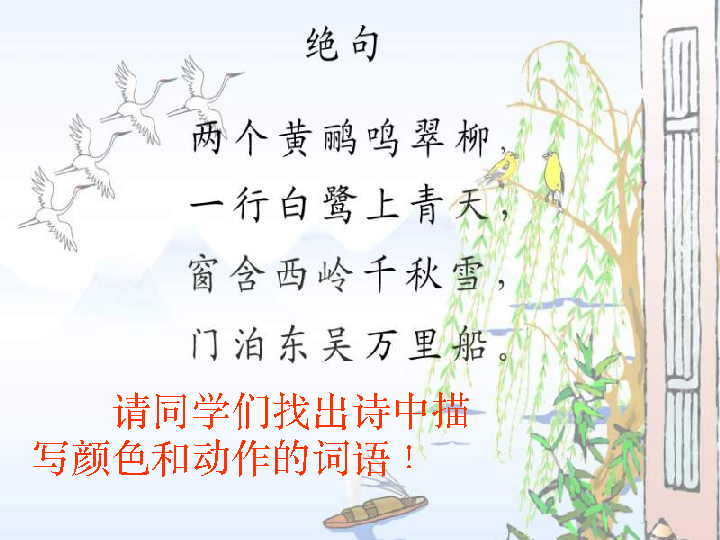 绝句
两个黄鹂鸣翠柳，
一行白鹭上青天，
窗含西岭千秋雪，
门泊东吴万里船。
请同学们找出诗中描
写颜色和动作的词语！